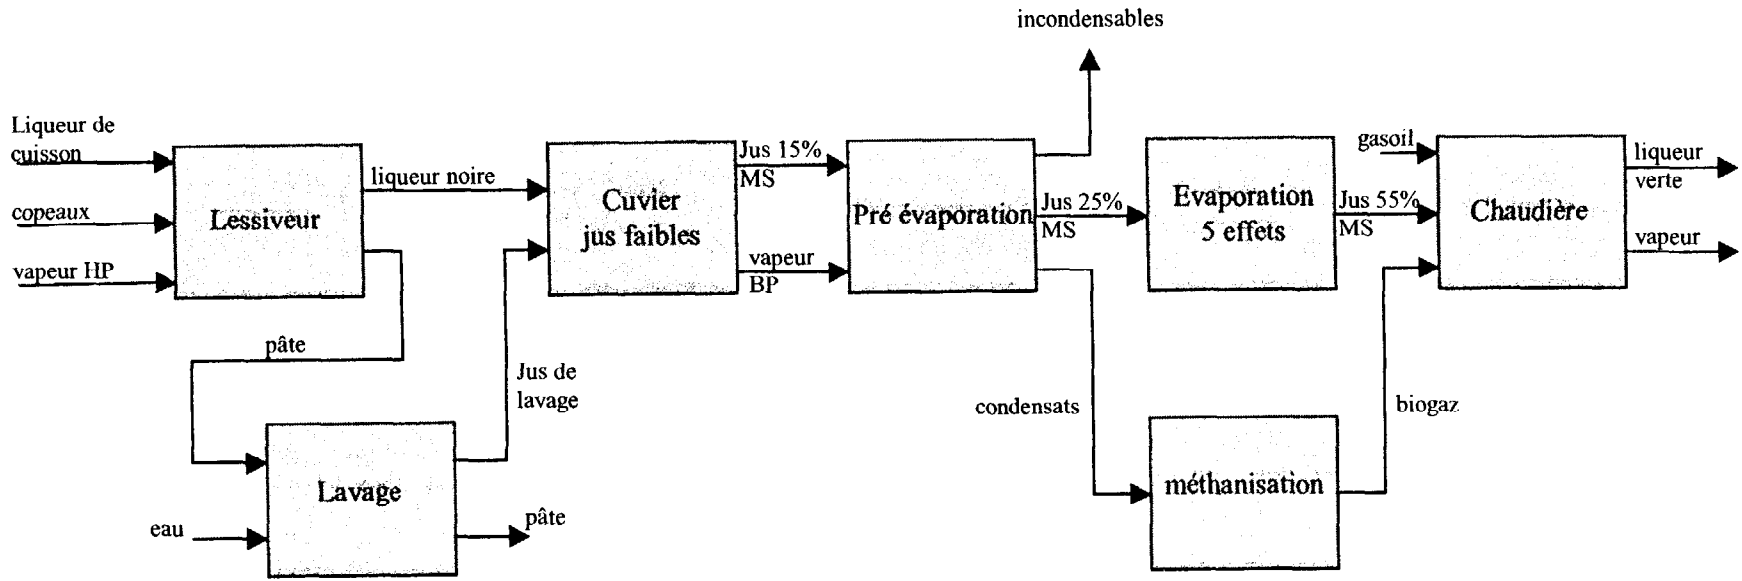 incondensables
Liqueur de
cuisson
copeaux
vapeur HP
Lessiveur
liqueur noire
pâte
Cuvier
jus faibles
Jus 15%
MS
vapeur
BP
Pré évaporation
Jus 25%
MS
Evaporation
5 effets
Jus 55%
MS
gasoil
Chaudière
liqueur
verte
vapeur
Jus de
lavage
condensats
biogaz
Lavage
eau
pâte
méthanisation